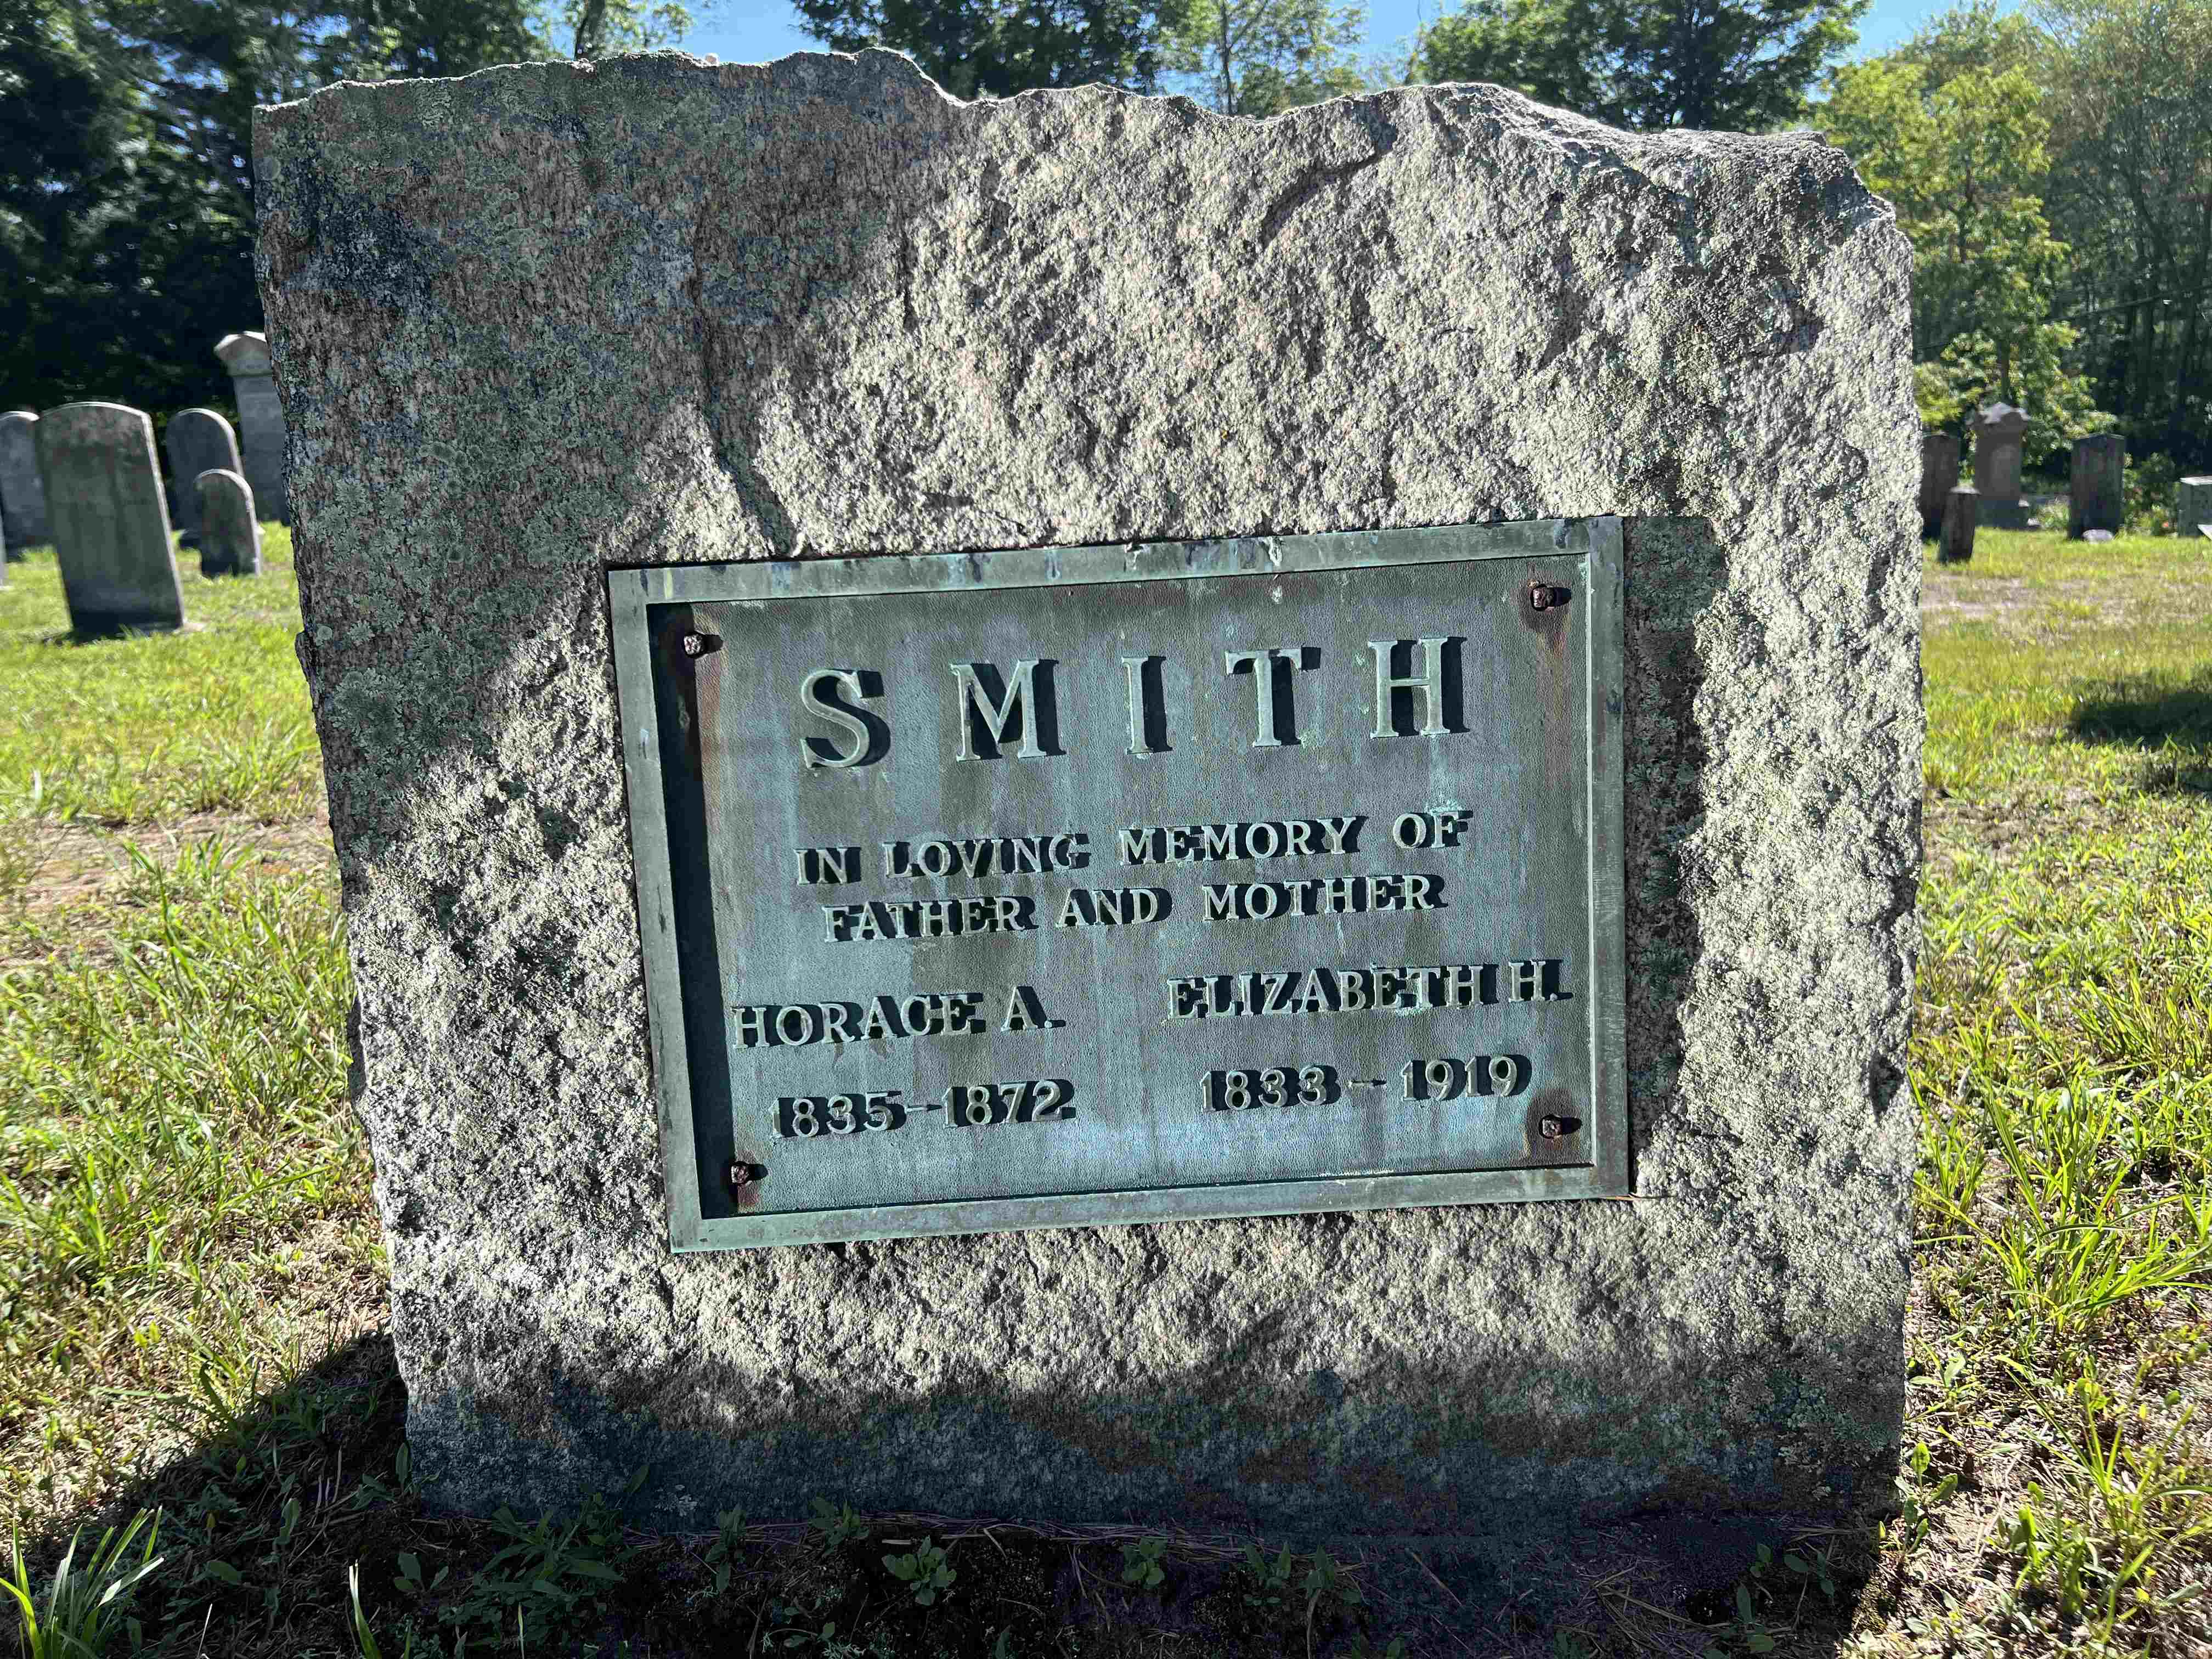 SMITH
IN LOVING MEMORY OF
FATHER AND MOTHER
HORACE A. ELIZABETH H.
1835-1872 1833-1919